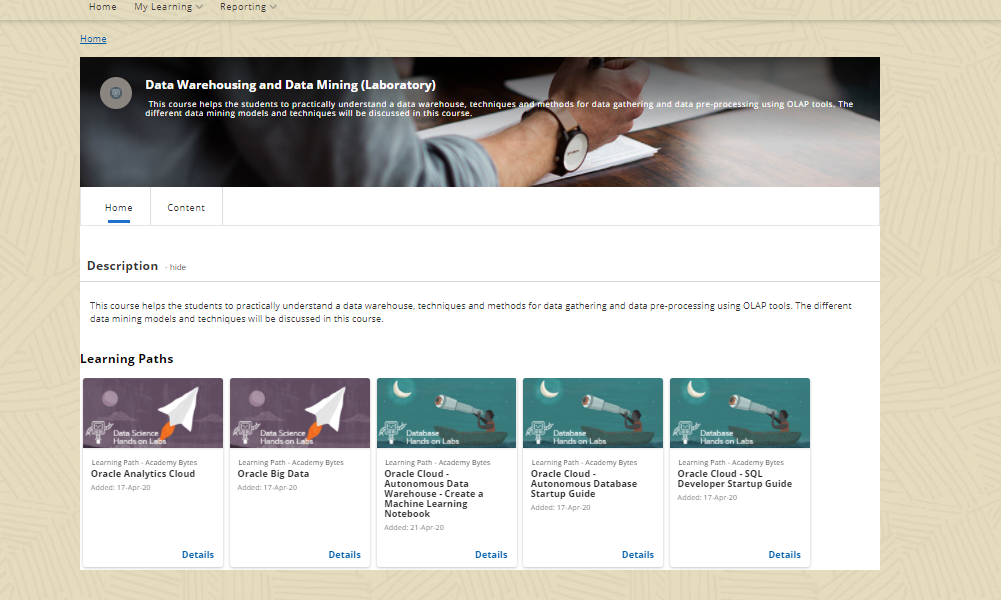 Home My Learning Reporting
Home
Data Warehousing and Data Mining (Laboratory)
This course helps the students to practically understand a data warehouse, techniques and methods for data gathering and data pre-processing using OLAP tools. The
different data mining models and techniques will be discussed in this course.
Home Content
Description - hide
This course helps the students to practically understand a data warehouse, techniques and methods for data gathering and data pre-processing using OLAP tools. The different
data mining models and techniques will be discussed in this course.
Learning Paths
Data Science
Hands on Labs
Learning Path - Academy Bytes
Oracle Analytics Cloud
Added: 17-Apr-20
Details
Data Science
Hands on Labs
Learning Path - Academy Bytes
Oracle Big Data
Added: 17-Apr-20
Details
Database
Hands on Labs
Learning Path - Academy Bytes
Oracle Cloud -
Autonomous Data
Warehouse - Create a
Machine Learning
Notebook
Added: 21-Apr-20
Details
Database
Hands on Labs
Learning Path - Academy Bytes
Oracle Cloud -
Autonomous Database
Startup Guide
Added: 17-Apr-20
Details
Database
Hands on Labs
Learning Path - Academy Bytes
Oracle Cloud - SQL
Developer Startup Guide
Added: 17-Apr-20
Details